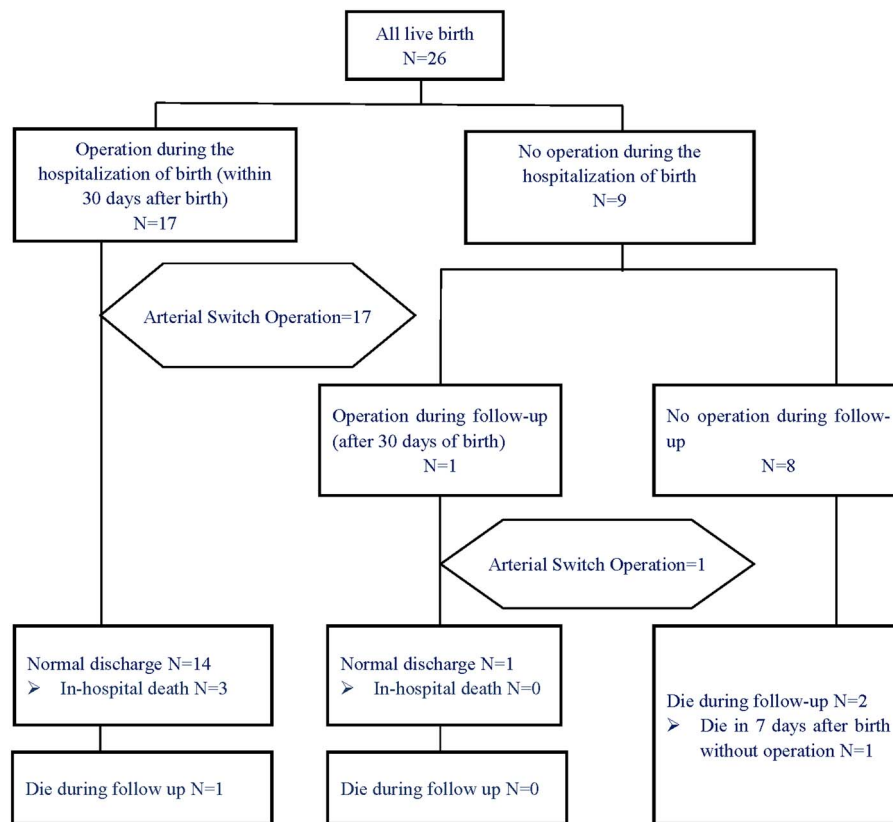 All live birth
N=26
Operation during the
hospitalization of birth (within
30 days after birth)
N=17
No operation during the
hospitalization of birth
N=9
Arterial Switch Operation=17
Operation during follow-up
(after 30 days of birth)
N=1
No operation during follow-
up
N=8
Arterial Switch Operation=1
Normal discharge N=14
➢ In-hospital death N=3
Normal discharge N=1
➢ In-hospital death N=0
Die during follow-up N=2
➢ Die in 7 days after birth
without operation N=1
Die during follow up N=1
Die during follow up N=0